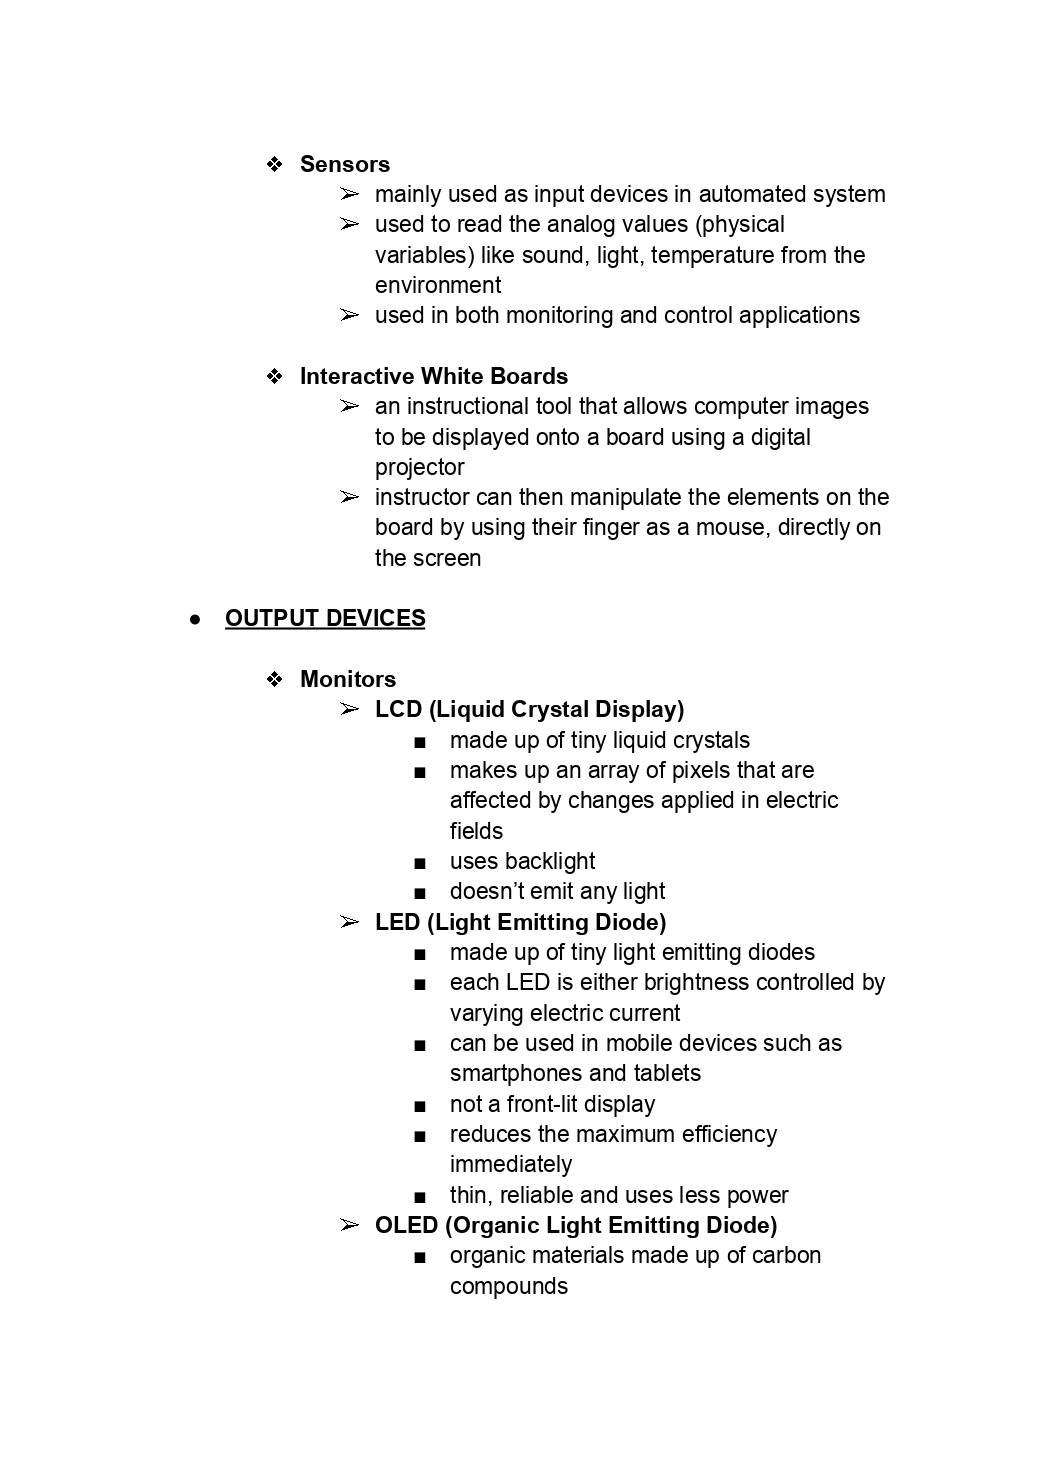 ❖ Sensors
➢ mainly used as input devices in automated system
➢ used to read the analog values (physical
variables) like sound, light, temperature from the
environment
➢ used in both monitoring and control applications
❖ Interactive White Boards
➢ an instructional tool that allows computer images
to be displayed onto a board using a digital
projector
➢ instructor can then manipulate the elements on the
board by using their finger as a mouse, directly on
the screen
● OUTPUT DEVICES
❖ Monitors
➢ LCD (Liquid Crystal Display)
■ made up of tiny liquid crystals
■ makes up an array of pixels that are
affected by changes applied in electric
fields
■ uses backlight
■ doesn’t emit any light
➢ LED (Light Emitting Diode)
■ made up of tiny light emitting diodes
■ each LED is either brightness controlled by
varying electric current
■ can be used in mobile devices such as
smartphones and tablets
■ not a front-lit display
■ reduces the maximum efficiency
immediately
■ thin, reliable and uses less power
➢ OLED (Organic Light Emitting Diode)
■ organic materials made up of carbon
compounds